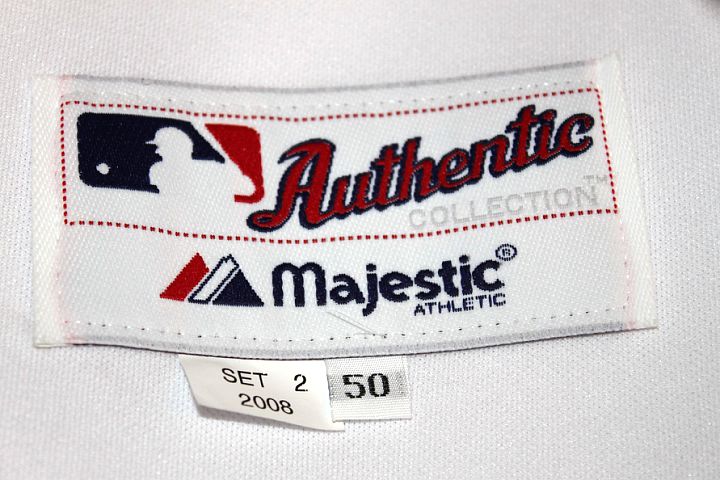 Authentic
COLLECTION™
Majestic®
ATHLETIC
SET 2
2008
50